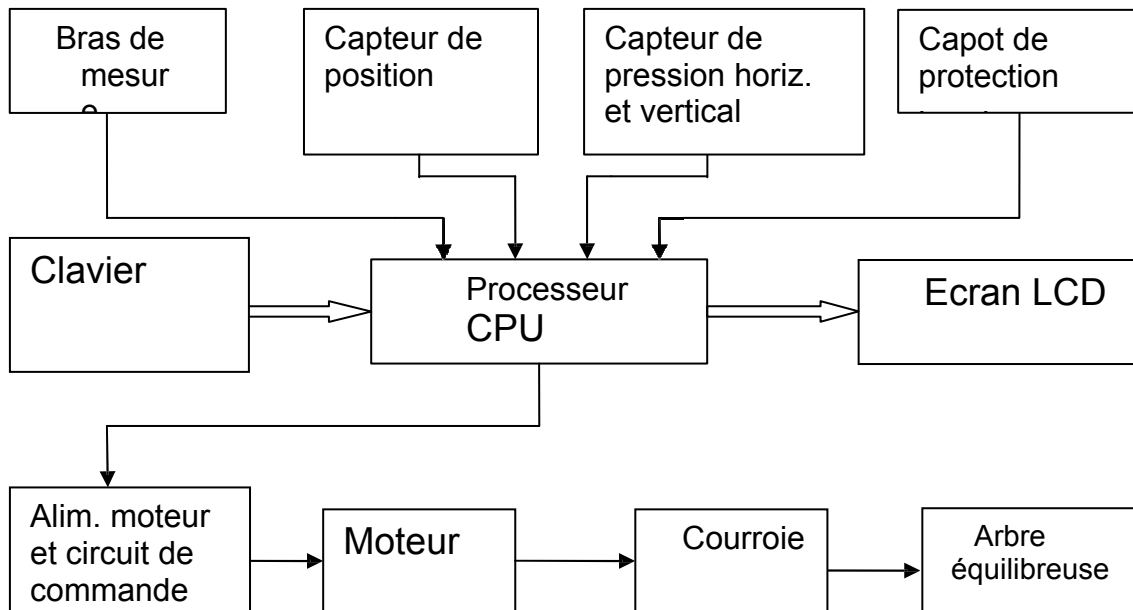 Bras de
mesur
Capteur de
position
Capteur de
pression horiz.
et vertical
Capot de
protection
Clavier
Processeur
CPU
Ecran LCD
Alim. moteur
et circuit de
commande
Moteur
Courroie
Arbre
équilibreuse